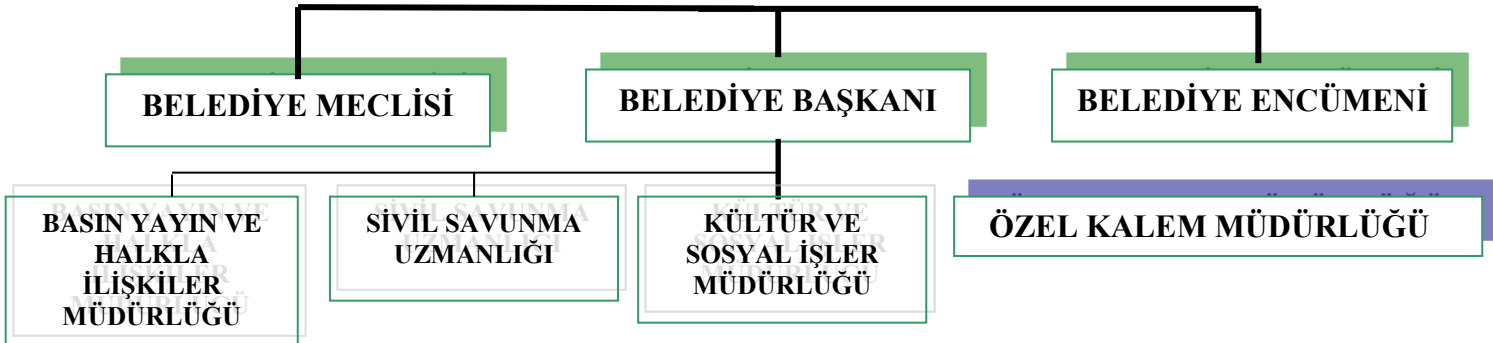 BELEDİYE MECLİSİ
BELEDİYE BAŞKANI
BELEDİYE ENCÜMENİ
BASIN YAYIN VE
HALKLA
İLİŞKİLER
MÜDÜRLÜĞÜ
SİVİL SAVUNMA
UZMANLIĞI
KÜLTÜR VE
SOSYAL İŞLER
MÜDÜRLÜĞÜ
ÖZEL KALEM MÜDÜRLÜĞÜ